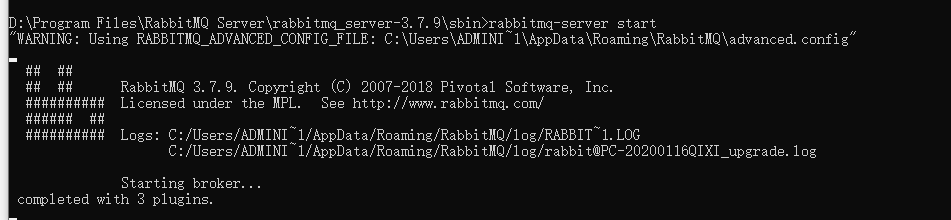 D:\Program Files\RabbitMQ Server\rabbitmq_server-3.7.9\sbin>rabbitmq-server start
"WARNING: Using RABBITMQ_ADVANCED_CONFIG_FILE: C:\Users\ADMINI~1\AppData\Roaming\RabbitMQ\advanced.config"
## ##
## ## RabbitMQ 3.7.9. Copyright (C) 2007-2018 Pivotal Software, Inc.
########## Licensed under the MPL. See http://www.rabbitmq.com/
###### ##
########## Logs: C:/Users/ADMINI~1/AppData/Roaming/RabbitMQ/log/RABBIT~1.LOG
C:/Users/ADMINI~1/AppData/Roaming/RabbitMQ/log/rabbit@PC-20200116QIXI_upgrade.log
Starting broker...
completed with 3 plugins.